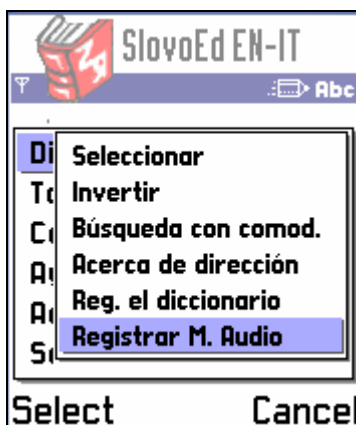 SlovoEd EN-IT
Abc
Di
Seleccionar
Invertir
Búsqueda con comod.
Acerca de dirección
Reg. el diccionario
Registrar M. Audio
Select Cancel